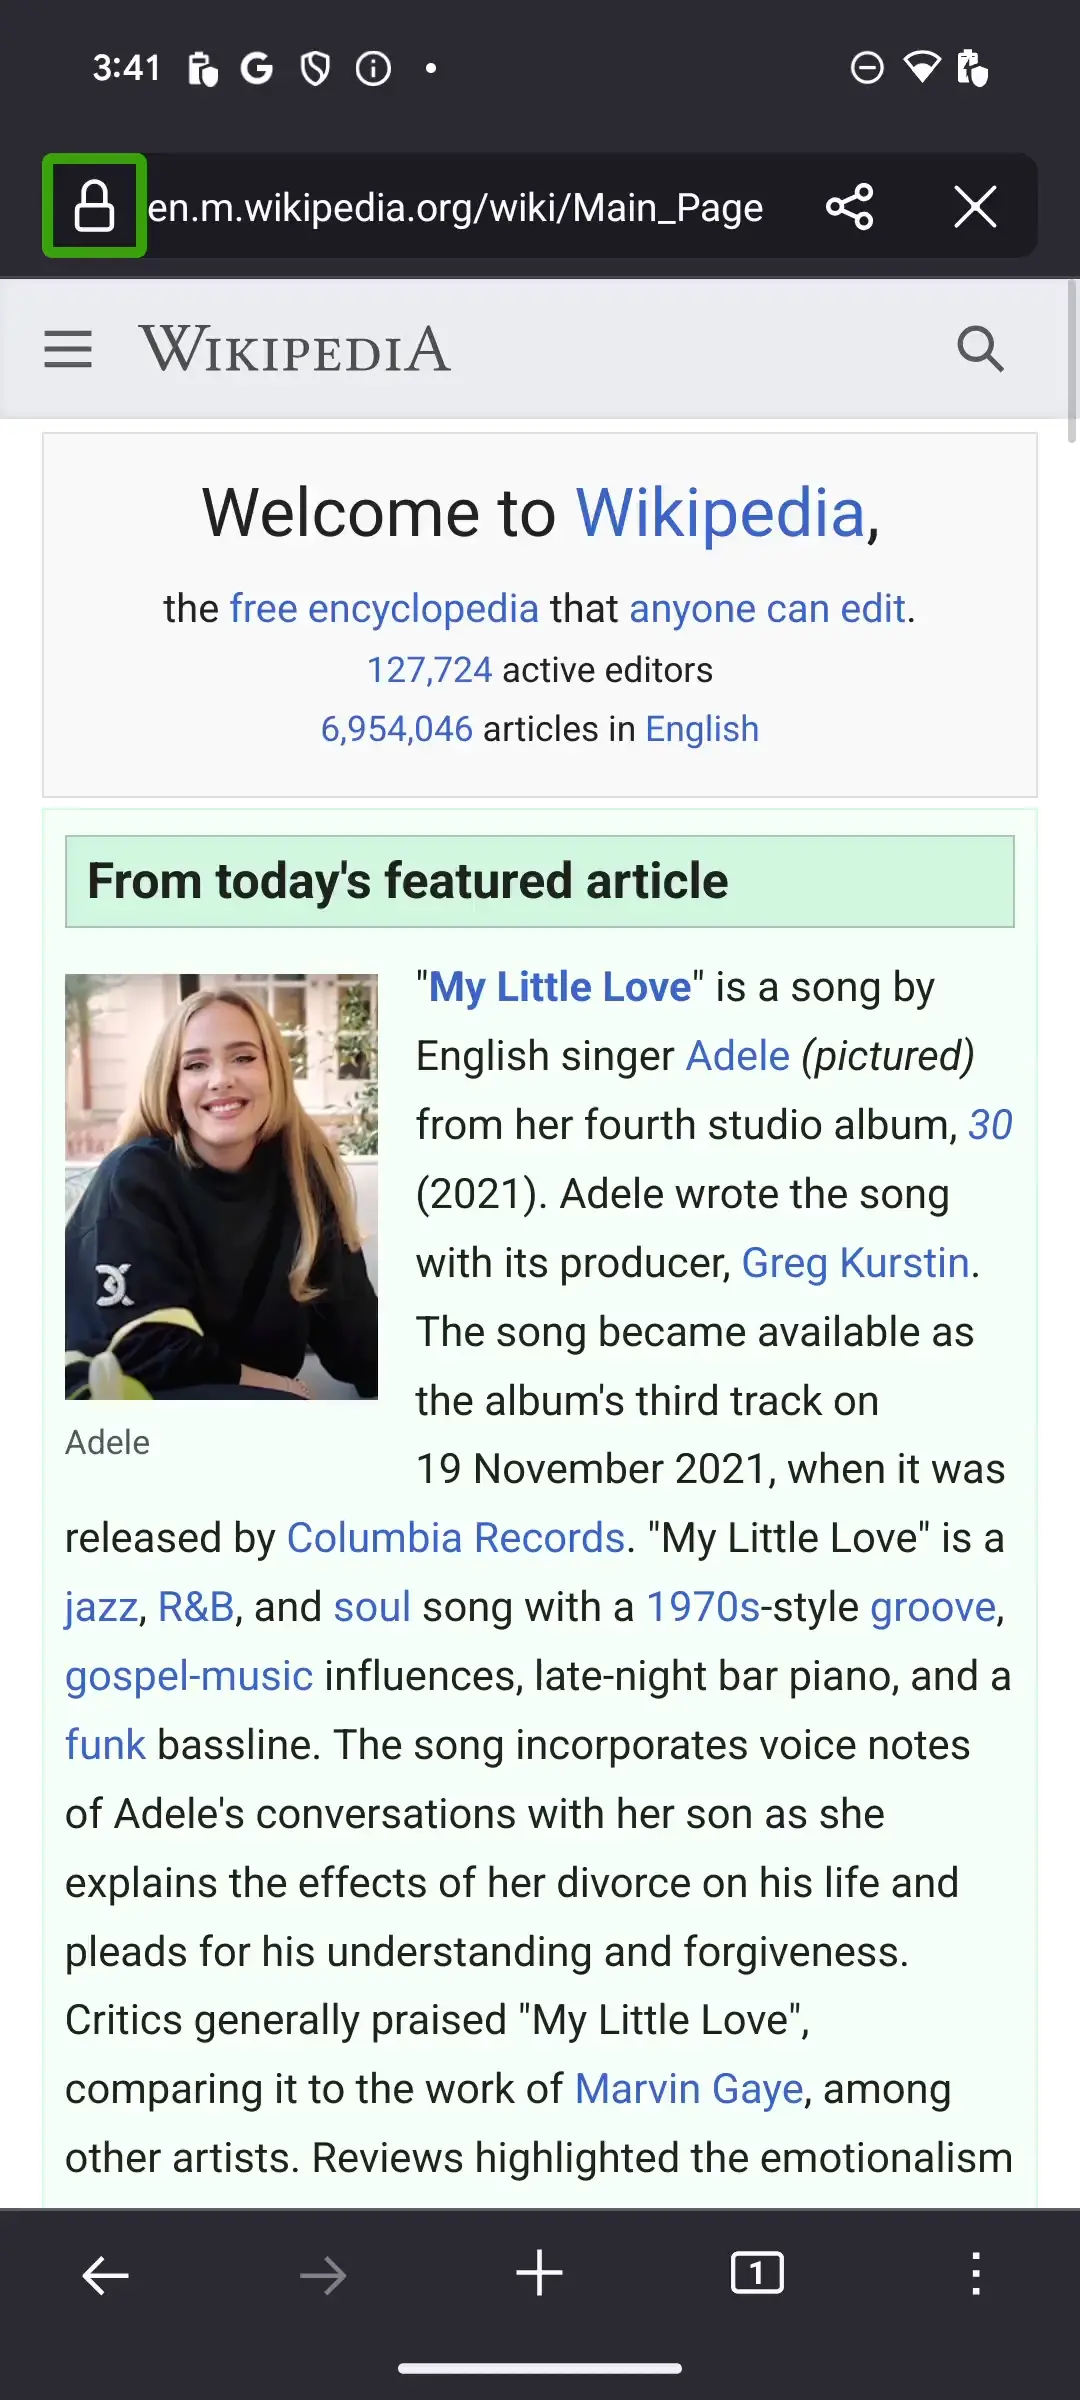 3:41
en.m.wikipedia.org/wiki/Main_Page
WIKIPEDIA
Welcome to Wikipedia,
the free encyclopedia that anyone can edit.
127,724 active editors
6,954,046 articles in English
From today's featured article
"My Little Love" is a song by
English singer Adele (pictured)
from her fourth studio album, 30
(2021). Adele wrote the song
with its producer, Greg Kurstin.
The song became available as
the album's third track on
19 November 2021, when it was
Adele
released by Columbia Records. "My Little Love" is a
jazz, R&B, and soul song with a 1970s-style groove,
gospel-music influences, late-night bar piano, and a
funk bassline. The song incorporates voice notes
of Adele's conversations with her son as she
explains the effects of her divorce on his life and
pleads for his understanding and forgiveness.
Critics generally praised "My Little Love",
comparing it to the work of Marvin Gaye, among
other artists. Reviews highlighted the emotionalism
1